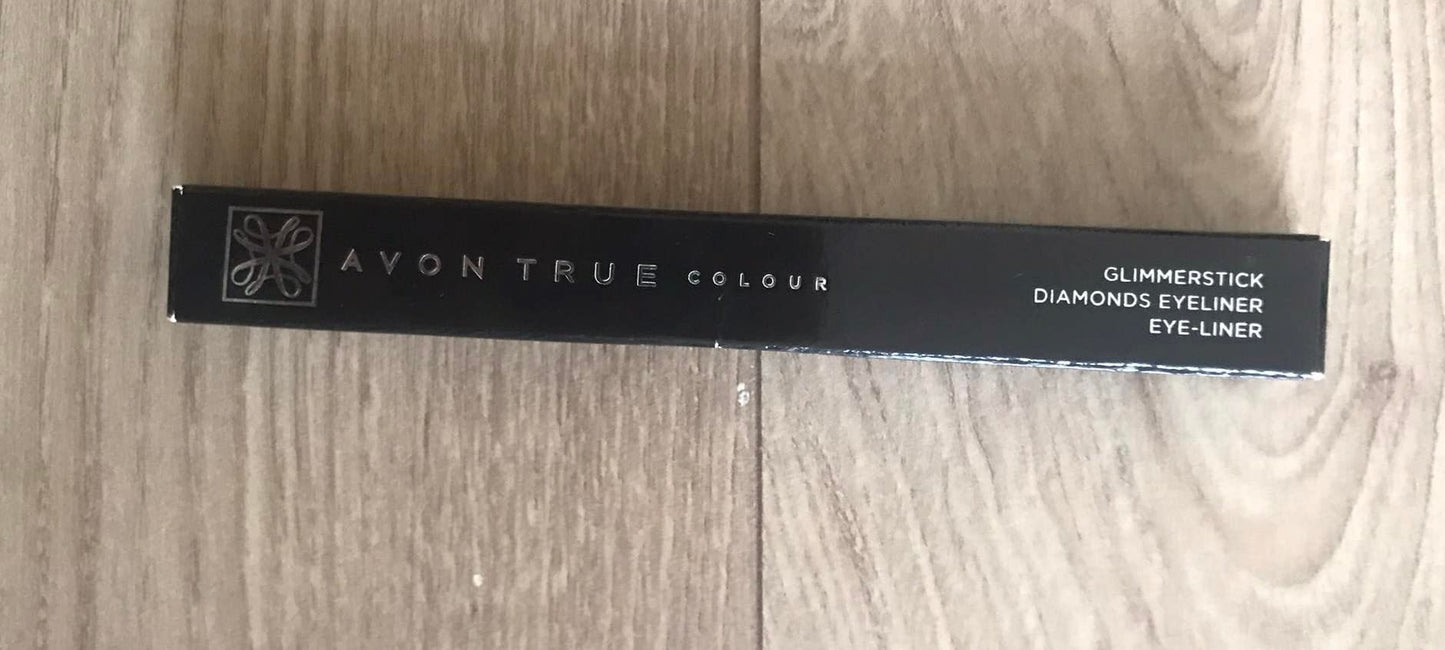 AVON TRUE COLOUR
GLIMMERSTICK
DIAMONDS EYELINER
EYE-LINER